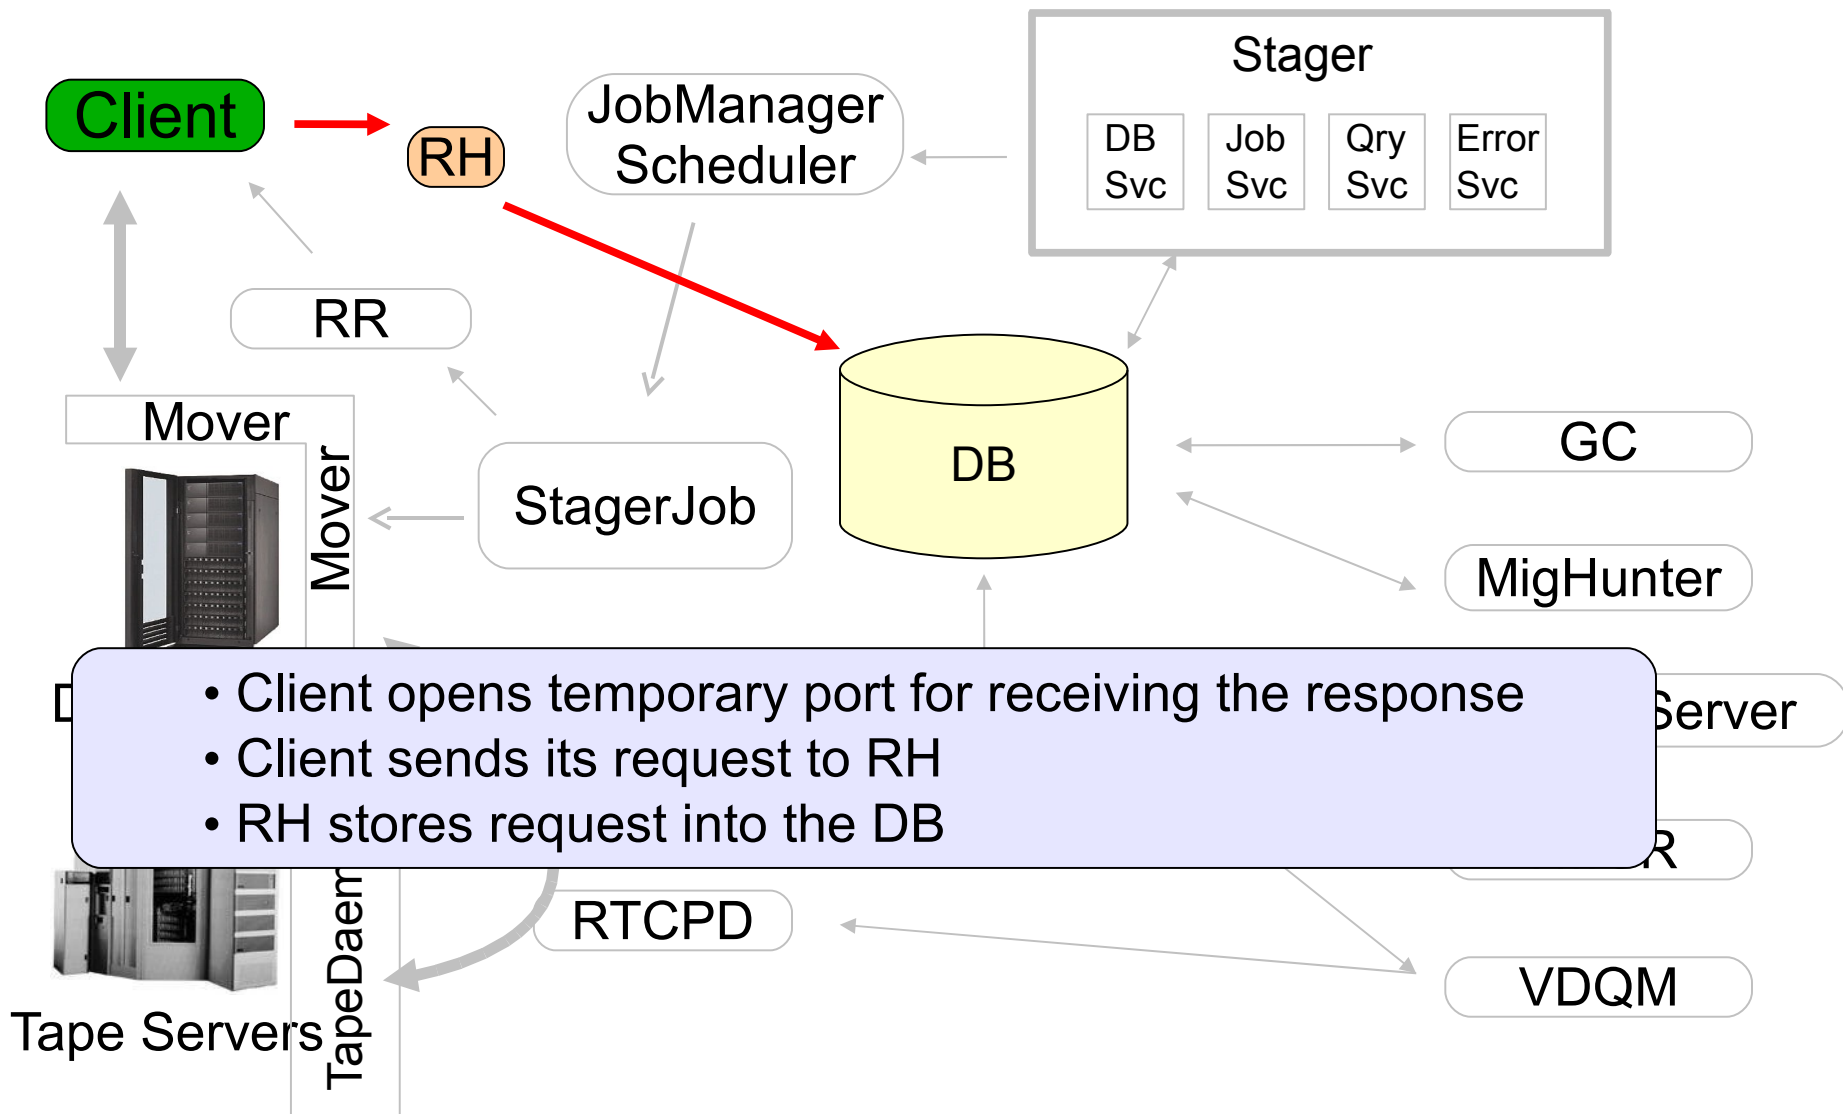 Stager
Client
JobManager
Scheduler
RH
DB
Svc
Job
Svc
Qry
Svc
Error
Svc
RR
Mover
Mover
StagerJob
DB
GC
MigHunter
• Client opens temporary port for receiving the response
• Client sends its request to RH
• RH stores request into the DB
Server
RTCPD
VDQM
Tape Servers